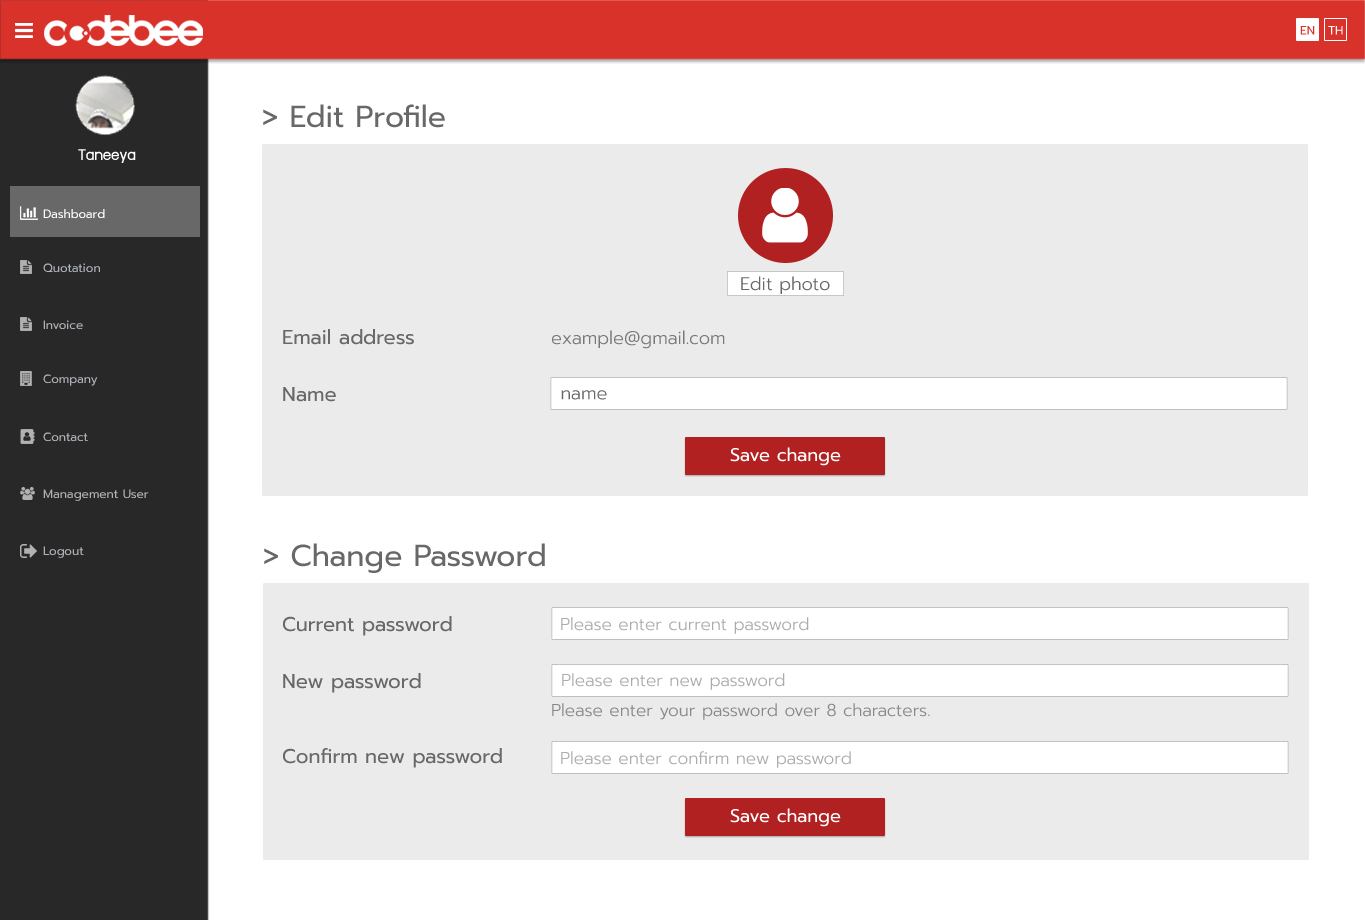 codebee
EN TH
Taneeya
Dashboard
Quotation
Invoice
Company
Contact
Management User
Logout
> Edit Profile
Edit photo
Email address example@gmail.com
Name name
Save change
> Change Password
Current password Please enter current password
New password Please enter new password
Please enter your password over 8 characters.
Confirm new password Please enter confirm new password
Save change